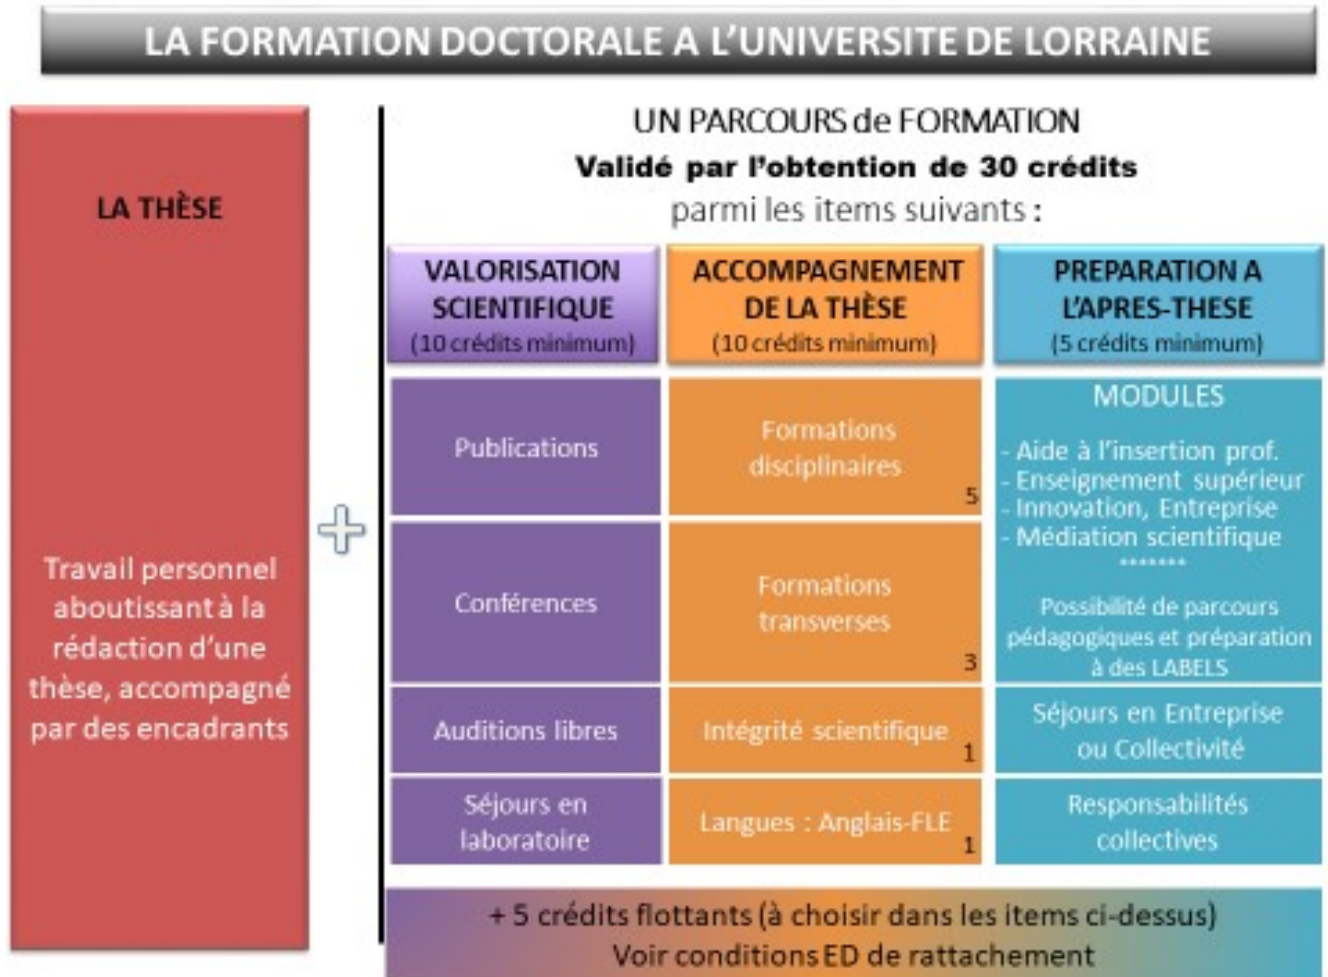 LA FORMATION DOCTORALE A L'UNIVERSITE DE LORRAINE
LA THÈSE
Travail personnel
aboutissant à la
rédaction d'une
thèse, accompagné
par des encadrants
UN PARCOURS de FORMATION
Validé par l'obtention de 30 crédits
parmi les items suivants :
VALORISATION
SCIENTIFIQUE
(10 crédits minimum)
Publications
Conférences
Auditions libres
Séjours en
laboratoire
ACCOMPAGNEMENT
DE LA THÈSE
(10 crédits minimum)
Formations
disciplinaires
5
Formations
transverses
3
Intégrité scientifique
1
Langues : Anglais-FLE
1
PREPARATION A
L'APRES-THESE
(5 crédits minimum)
MODULES
- Aide à l'insertion prof.
- Enseignement supérieur
- Innovation, Entreprise
- Médiation scientifique
*******
Possibilité de parcours
pédagogiques et préparation
à des LABELS
Séjours en Entreprise
ou Collectivité
Responsabilités
collectives
+ 5 crédits flottants (à choisir dans les items ci-dessus)
Voir conditions ED de rattachement